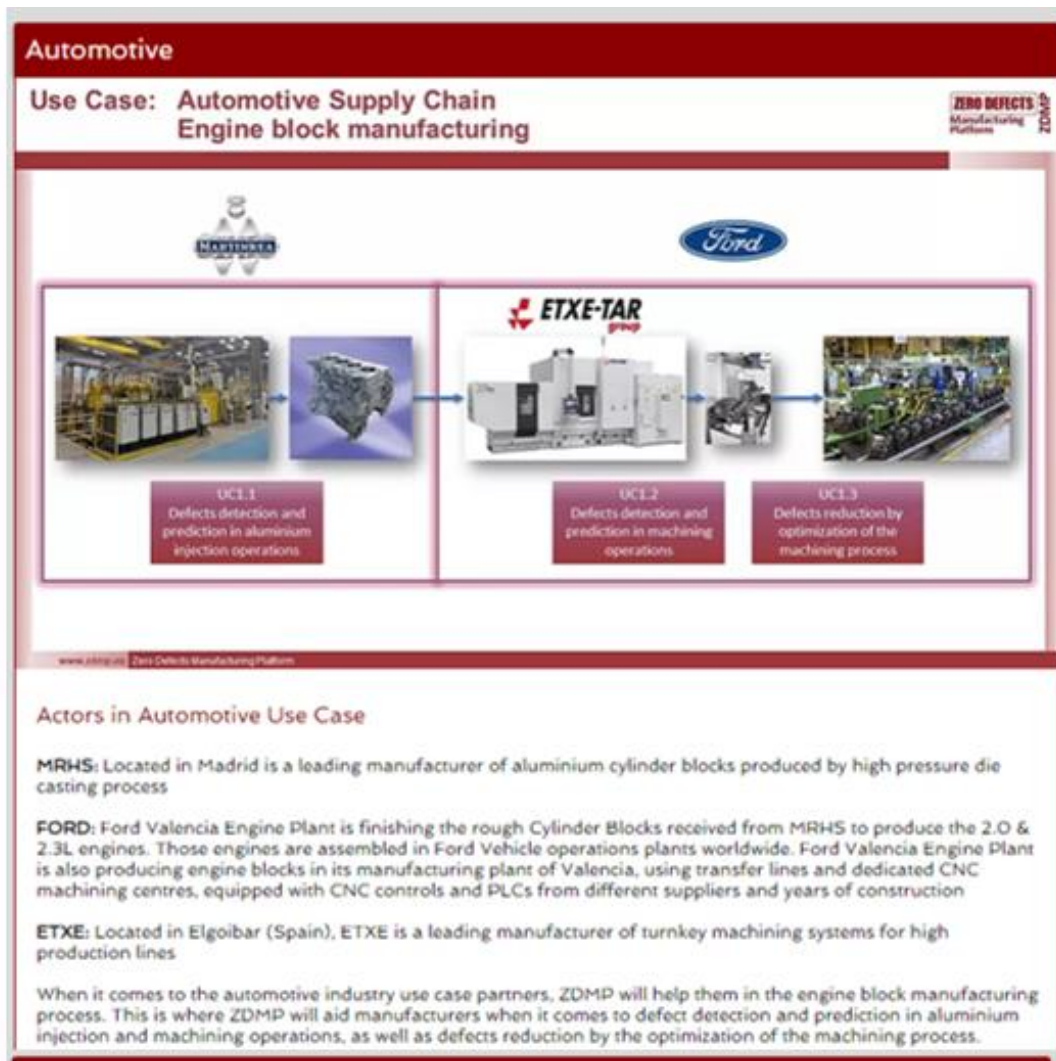 Automotive
Use Case: Automotive Supply Chain
Engine block manufacturing
ZERO DEFECTS
Manufacturing
Platform
ZDMP
MARTINREA
Ford
ETXE-TAR
group
UC1.1
Defects detection and
prediction in aluminium
injection operations
UC1.2
Defects detection and
prediction in machining
operations
UC1.3
Defects reduction by
optimization of the
machining process
www.zdmp.eu Zero Defects Manufacturing Platform
Actors in Automotive Use Case
MRHS: Located in Madrid is a leading manufacturer of aluminium cylinder blocks produced by high pressure die
casting process
FORD: Ford Valencia Engine Plant is finishing the rough Cylinder Blocks received from MRHS to produce the 2.0 &
2.3L engines. Those engines are assembled in Ford Vehicle operations plants worldwide. Ford Valencia Engine Plant
is also producing engine blocks in its manufacturing plant of Valencia, using transfer lines and dedicated CNC
machining centres, equipped with CNC controls and PLCs from different suppliers and years of construction
ETXE: Located in Elgoibar (Spain), ETXE is a leading manufacturer of turnkey machining systems for high
production lines
When it comes to the automotive industry use case partners, ZDMP will help them in the engine block manufacturing
process. This is where ZDMP will aid manufacturers when it comes to defect detection and prediction in aluminium
injection and machining operations, as well as defects reduction by the optimization of the machining process.